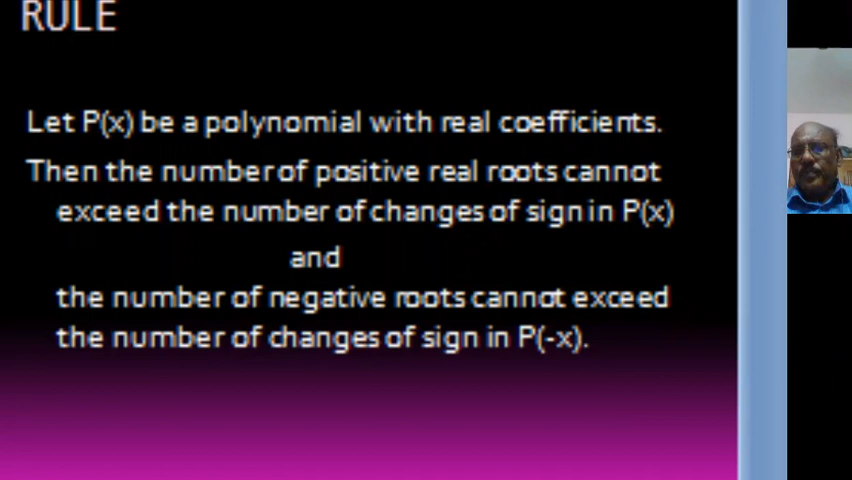 RULE
Let P(x) be a polynomial with real coefficients.
Then the number of positive real roots cannot
exceed the number of changes of sign in P(x)
and
the number of negative roots cannot exceed
the number of changes of sign in P(-x).